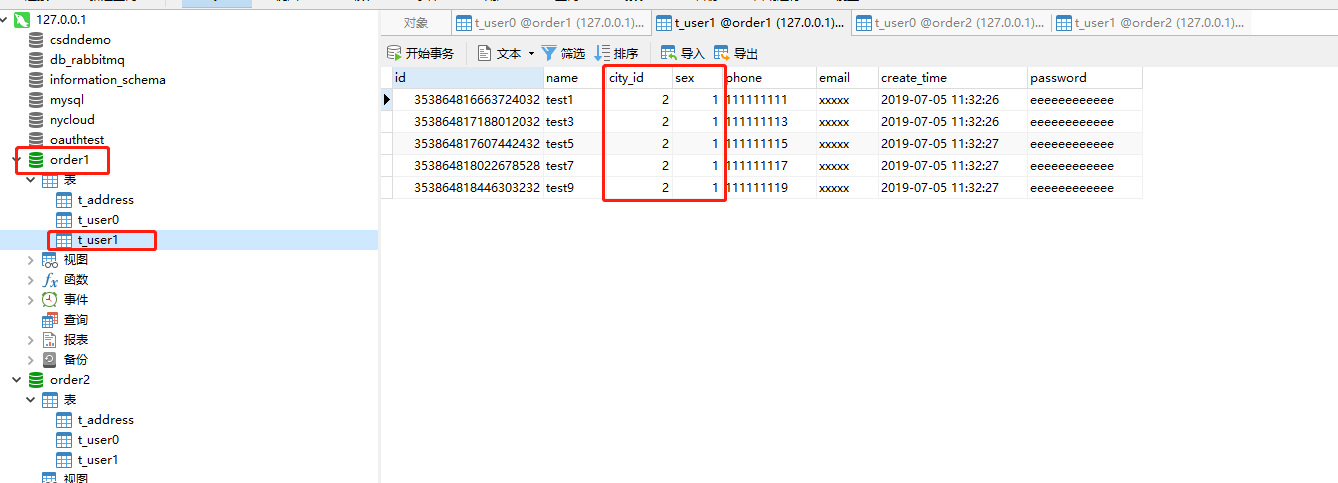 127.0.0.1
csdndemo
db_rabbitmq
information_schema
mysql
nycloud
oauthtest
order1
表
t_address
t_user0
t_user1
视图
函数
事件
查询
报表
备份
order2
表
t_address
t_user0
t_user1
视图
对象 t_user0 @order1 (127.0.0.1)... t_user1 @order1 (127.0.0.1)... t_user0 @order2 (127.0.0.1)... t_user1 @order2 (127.0.0.1)...
开始事务 文本 筛选 排序 导入 导出
id name city_id sex phone email create_time password
353864816663724032 test1 2 1 111111111 xxxxx 2019-07-05 11:32:26 eeeeeeeeeeee
353864817188012032 test3 2 1 111111113 xxxxx 2019-07-05 11:32:26 eeeeeeeeeeee
353864817607442432 test5 2 1 111111115 xxxxx 2019-07-05 11:32:27 eeeeeeeeeeee
353864818022678528 test7 2 1 111111117 xxxxx 2019-07-05 11:32:27 eeeeeeeeeeee
353864818446303232 test9 2 1 111111119 xxxxx 2019-07-05 11:32:27 eeeeeeeeeeee